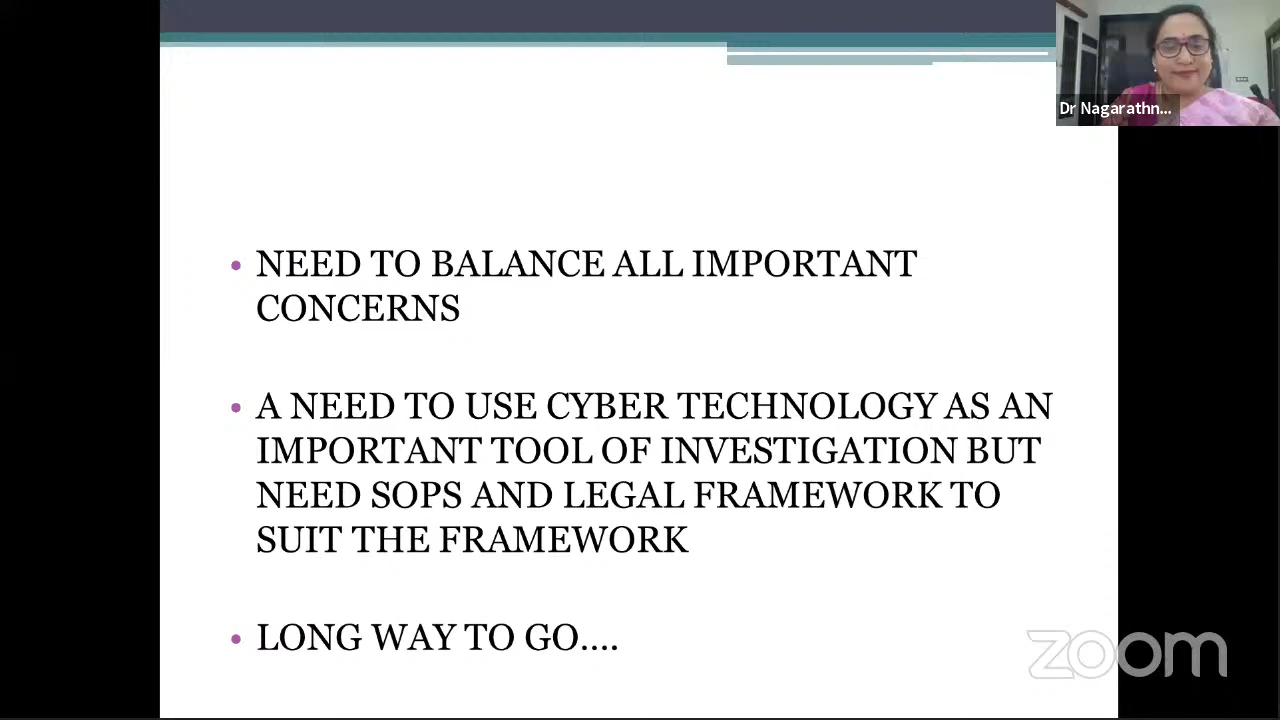 Dr Nagarathn...
• NEED TO BALANCE ALL IMPORTANT
CONCERNS
• A NEED TO USE CYBER TECHNOLOGY AS AN
IMPORTANT TOOL OF INVESTIGATION BUT
NEED SOPS AND LEGAL FRAMEWORK TO
SUIT THE FRAMEWORK
• LONG WAY TO GO....
zoom